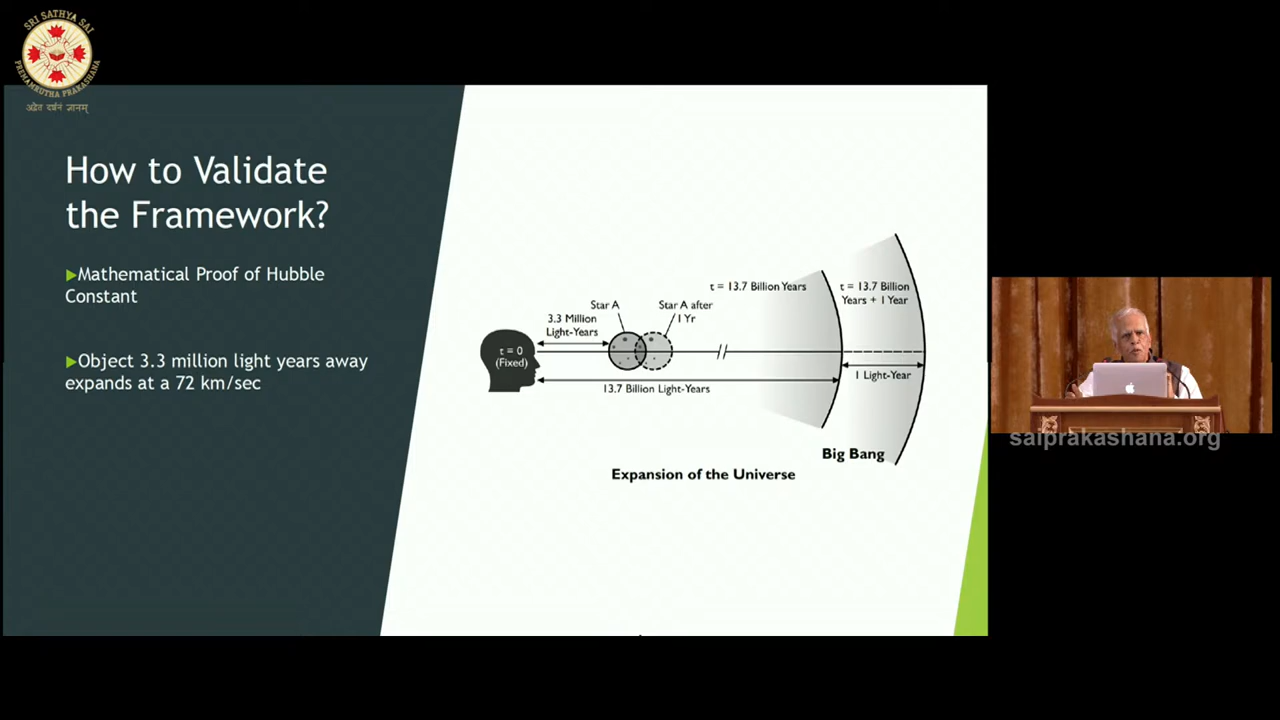 SRI SATHYA SAI
PREMAMRUTHA PRAKASHANA
अद्वैत दर्शनं ज्ञानम्
How to Validate
the Framework?
Mathematical Proof of Hubble
Constant
Object 3.3 million light years away
expands at a 72 km/sec
τ = 0
(Fixed)
3.3 Million
Light-Years
Star A
Star A after
1 Yr
τ = 13.7 Billion Years
τ = 13.7 Billion
Years + 1 Year
13.7 Billion Light-Years
1 Light-Year
Big Bang
Expansion of the Universe
saiprakashana.org